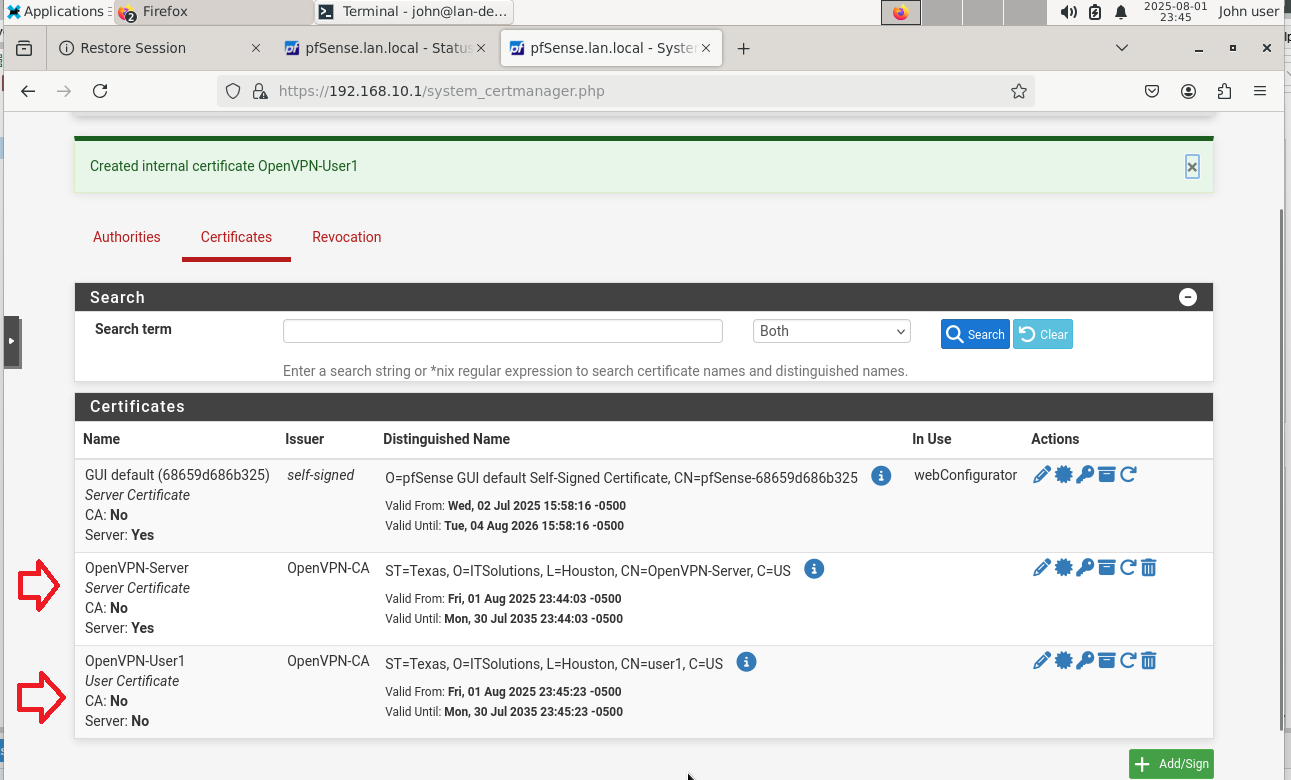 Applications
2 Firefox
Terminal - john@lan-de...
2025-08-01
23:45
John user
Restore Session
pfSense.lan.local - Status
pfSense.lan.local - Syste
https://192.168.10.1/system_certmanager.php
Created internal certificate OpenVPN-User1
×
Authorities Certificates Revocation
Search
Search term
Both
Search
Clear
Enter a search string or *nix regular expression to search certificate names and distinguished names.
Certificates
Name Issuer Distinguished Name In Use Actions
GUI default (68659d686b325)
Server Certificate
CA: No
Server: Yes
self-signed
O=pfSense GUI default Self-Signed Certificate, CN=pfSense-68659d686b325
Valid From: Wed, 02 Jul 2025 15:58:16 -0500
Valid Until: Tue, 04 Aug 2026 15:58:16 -0500
webConfigurator
OpenVPN-Server
Server Certificate
CA: No
Server: Yes
OpenVPN-CA
ST=Texas, O=ITSolutions, L=Houston, CN=OpenVPN-Server, C=US
Valid From: Fri, 01 Aug 2025 23:44:03 -0500
Valid Until: Mon, 30 Jul 2035 23:44:03 -0500
OpenVPN-User1
User Certificate
CA: No
Server: No
OpenVPN-CA
ST=Texas, O=ITSolutions, L=Houston, CN=user1, C=US
Valid From: Fri, 01 Aug 2025 23:45:23 -0500
Valid Until: Mon, 30 Jul 2035 23:45:23 -0500
Add/Sign